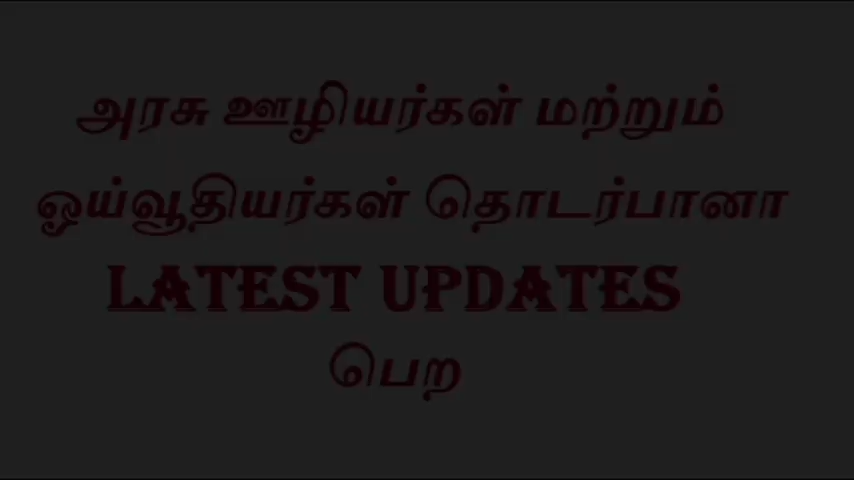 அரசு ஊழியர்கள் மற்றும்
ஓய்வூதியர்கள் தொடர்பானா
LATEST UPDATES
பெற